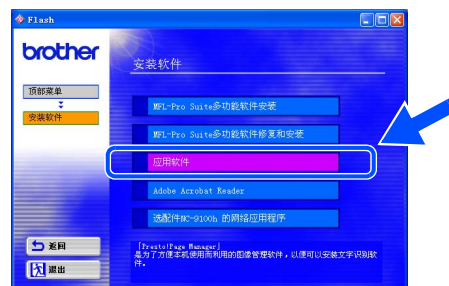 Flash
brother
安装软件
顶部菜单
安装软件
MFL-Pro Suite多功能软件安装
MFL-Pro Suite多功能软件修复和安装
应用软件
Adobe Acrobat Reader
选配件NC-9100h 的网络应用程序
返回
退出
[Presto!Page Manager]
是为了方便本机使用而利用的图像管理软件，以便可以安装文字识别软
件。